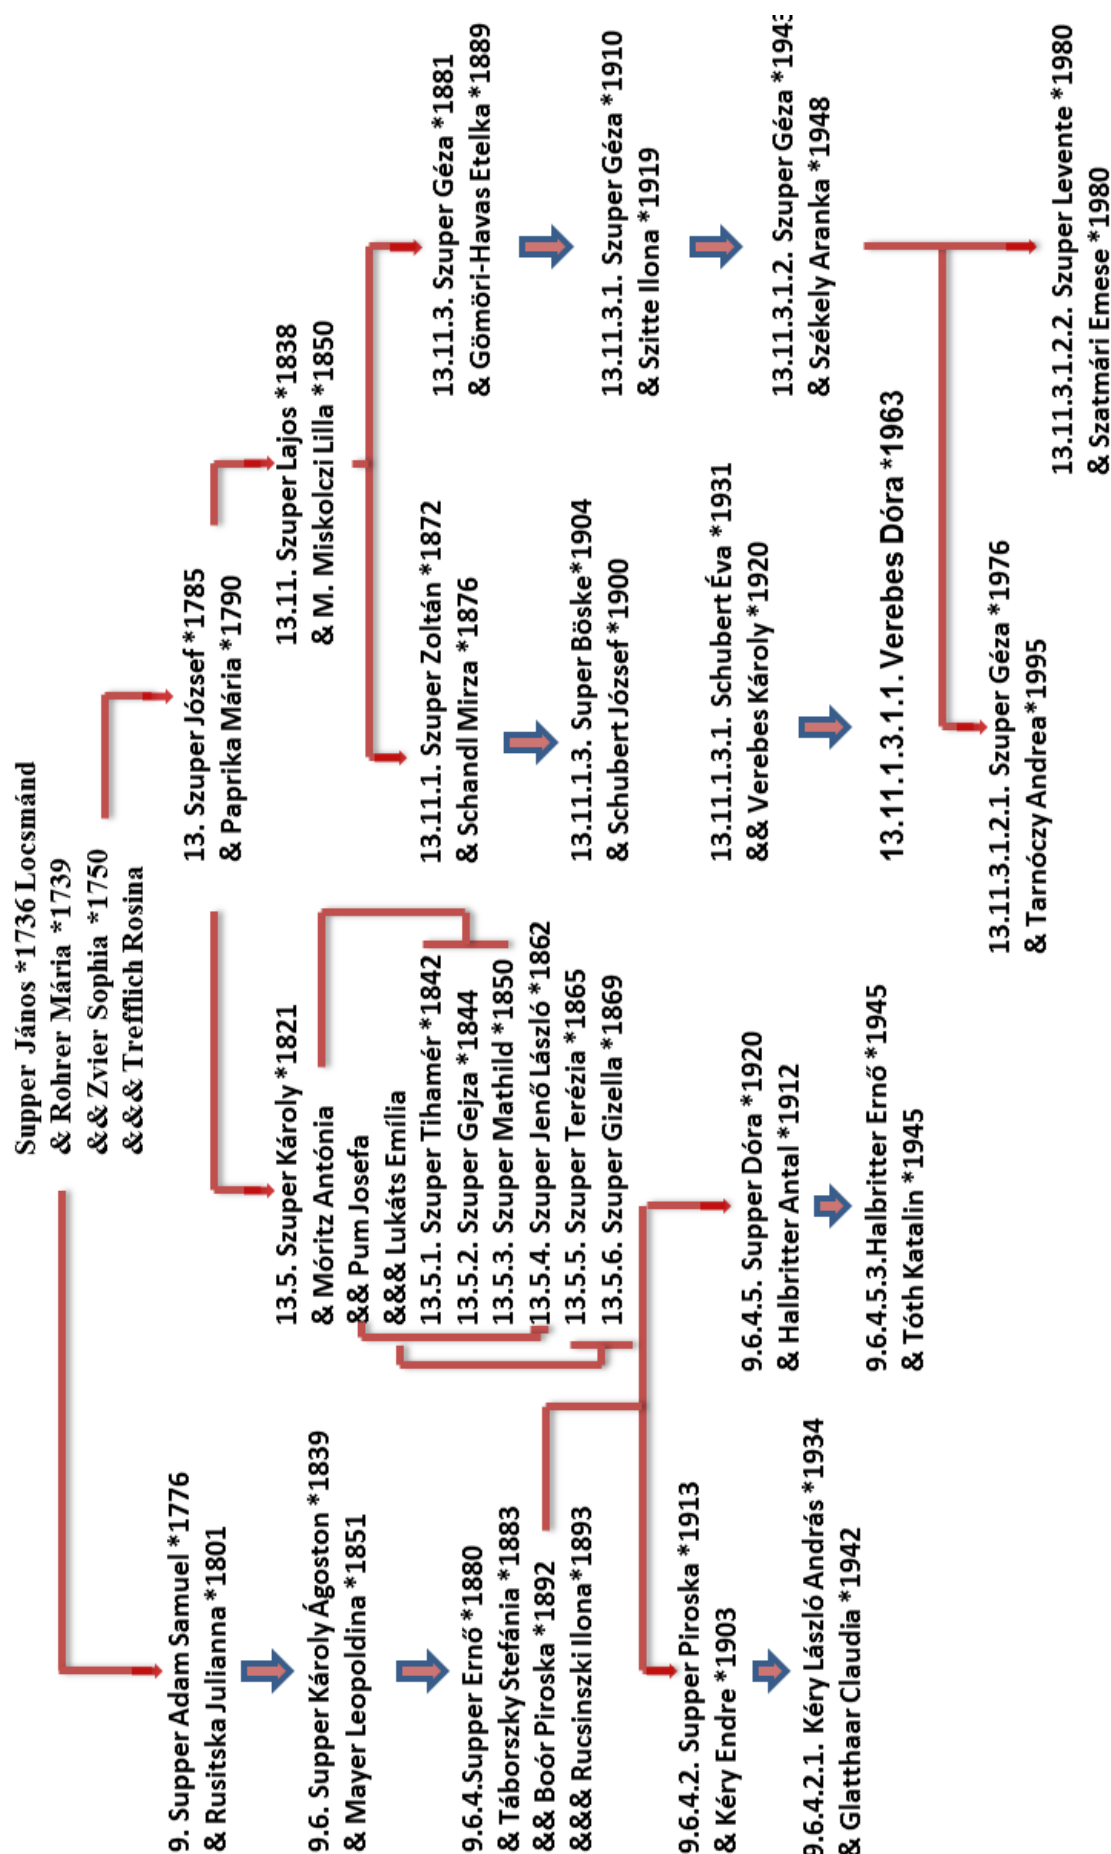 Supper János *1736 Locsmánd
& Rohrer Mária *1739
&& Zvier Sophia *1750
&&& Trefflich Rosina
9. Supper Adam Samuel *1776
& Rusitska Julianna *1801
9.6. Supper Károly Ágoston *1839
& Mayer Leopoldina *1851
9.6.4.Supper Ernő *1880
& Táborszky Stefánia *1883
&& Boór Piroska *1892
&&& Rucsinszki Ilona*1893
9.6.4.2. Supper Piroska *1913
& Kéry Endre *1903
9.6.4.2.1. Kéry László András *1934
& Glatthaar Claudia *1942
9.6.4.5. Supper Dóra *1920
& Halbritter Antal *1912
9.6.4.5.3.Halbritter Ernő *1945
& Tóth Katalin *1945
13. Szuper József *1785
& Paprika Mária *1790
13.5. Szuper Károly *1821
& Móritz Antónia
&& Pum Josefa
&&& Lukáts Emília
13.5.1. Szuper Tihamér *1842
13.5.2. Szuper Gejza *1844
13.5.3. Szuper Mathild *1850
13.5.4. Szuper Jenő László *1862
13.5.5. Szuper Terézia *1865
13.5.6. Szuper Gizella *1869
13.11. Szuper Lajos *1838
& M. Miskolczi Lilla *1850
13.11.1. Szuper Zoltán *1872
& Schandl Mirza *1876
13.11.1.3. Super Böske*1904
& Schubert József *1900
13.11.1.3.1. Schubert Éva *1931
&& Verebes Károly *1920
13.11.1.3.1.1. Verebes Dóra *1963
13.11.3. Szuper Géza *1881
& Gömöri-Havas Etelka *1889
13.11.3.1. Szuper Géza *1910
& Szitte Ilona *1919
13.11.3.1.2. Szuper Géza *1943
& Székely Aranka *1948
13.11.3.1.2.1. Szuper Géza *1976
& Tarnóczy Andrea*1995
13.11.3.1.2.2. Szuper Levente *1980
& Szatmári Emese *1980